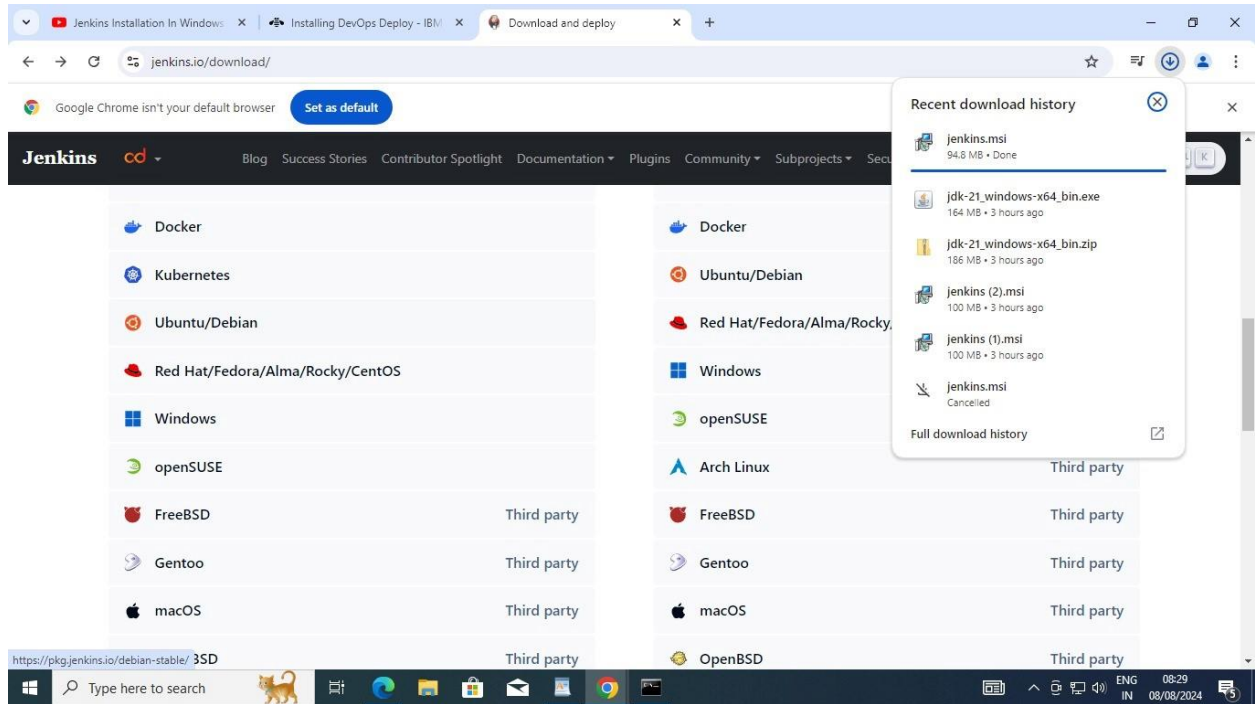 Jenkins Installation In Windows
Installing DevOps Deploy - IBM
Download and deploy
jenkins.io/download/
Google Chrome isn't your default browser
Set as default
Jenkins
cd
Blog
Success Stories
Contributor Spotlight
Documentation
Plugins
Community
Subprojects
Secu
K
Recent download history
jenkins.msi
94.8 MB • Done
jdk-21_windows-x64_bin.exe
164 MB • 3 hours ago
jdk-21_windows-x64_bin.zip
186 MB • 3 hours ago
jenkins (2).msi
100 MB • 3 hours ago
jenkins (1).msi
100 MB • 3 hours ago
jenkins.msi
Cancelled
Full download history
Docker
Kubernetes
Ubuntu/Debian
Red Hat/Fedora/Alma/Rocky/CentOS
Windows
openSUSE
FreeBSD Third party
Gentoo Third party
macOS Third party
BSD Third party
Docker
Ubuntu/Debian
Red Hat/Fedora/Alma/Rocky/
Windows
openSUSE
Arch Linux Third party
FreeBSD Third party
Gentoo Third party
macOS Third party
OpenBSD Third party
https://pkg.jenkins.io/debian-stable/
Type here to search
ENG
IN
08:29
08/08/2024
5